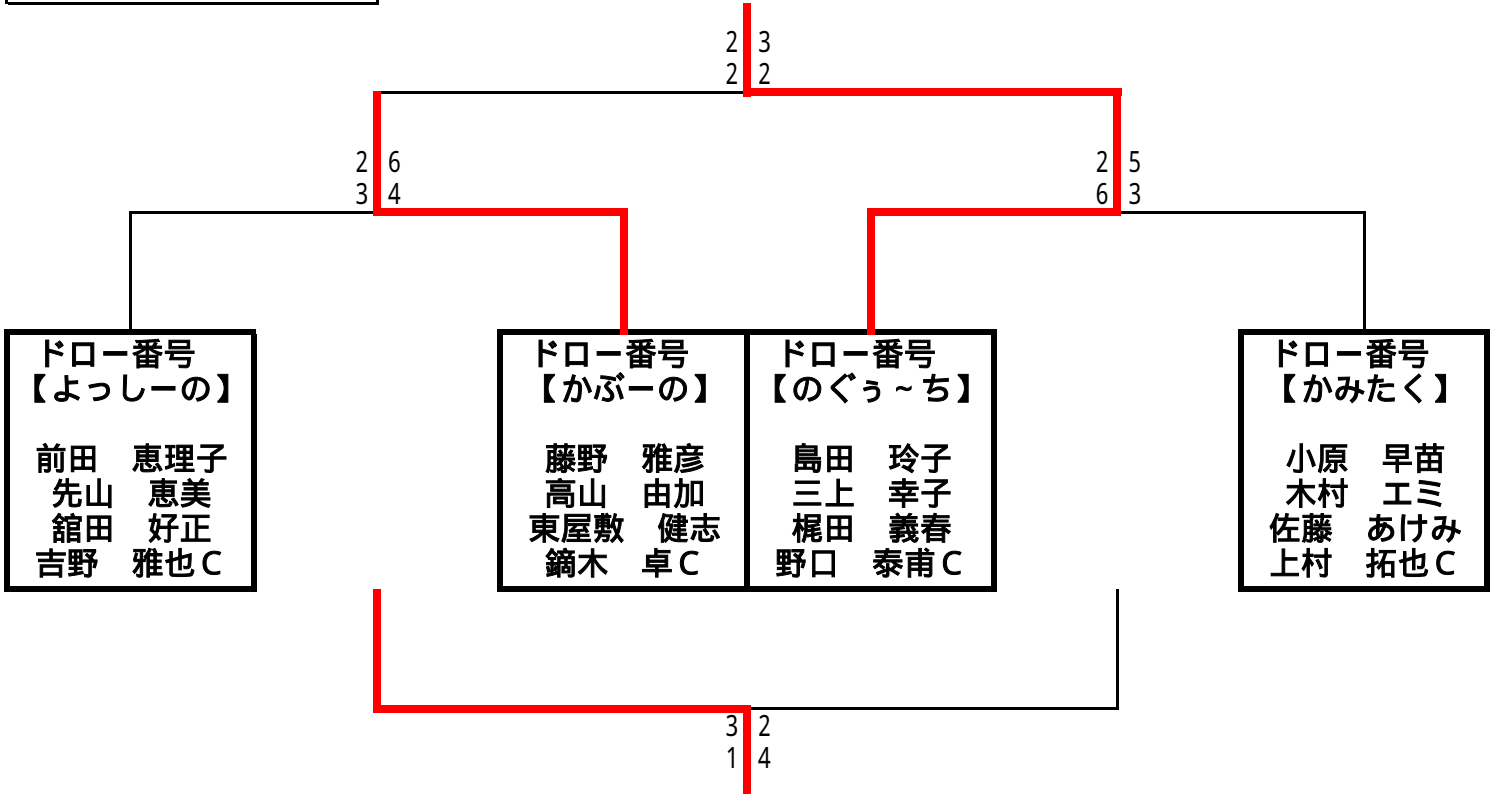 2 3
2 2
2 6
3 4
2 5
6 3
ドロー番号
【よっしーの】
前田　恵理子
先山　恵美
舘田　好正
吉野　雅也C
ドロー番号
【かぶーの】
藤野　雅彦
高山　由加
東屋敷　健志
鏑木　卓C
ドロー番号
【のぐぅ~ち】
島田　玲子
三上　幸子
梶田　義春
野口　泰甫C
ドロー番号
【かみたく】
小原　早苗
木村　エミ
佐藤　あけみ
上村　拓也C
3 2
1 4